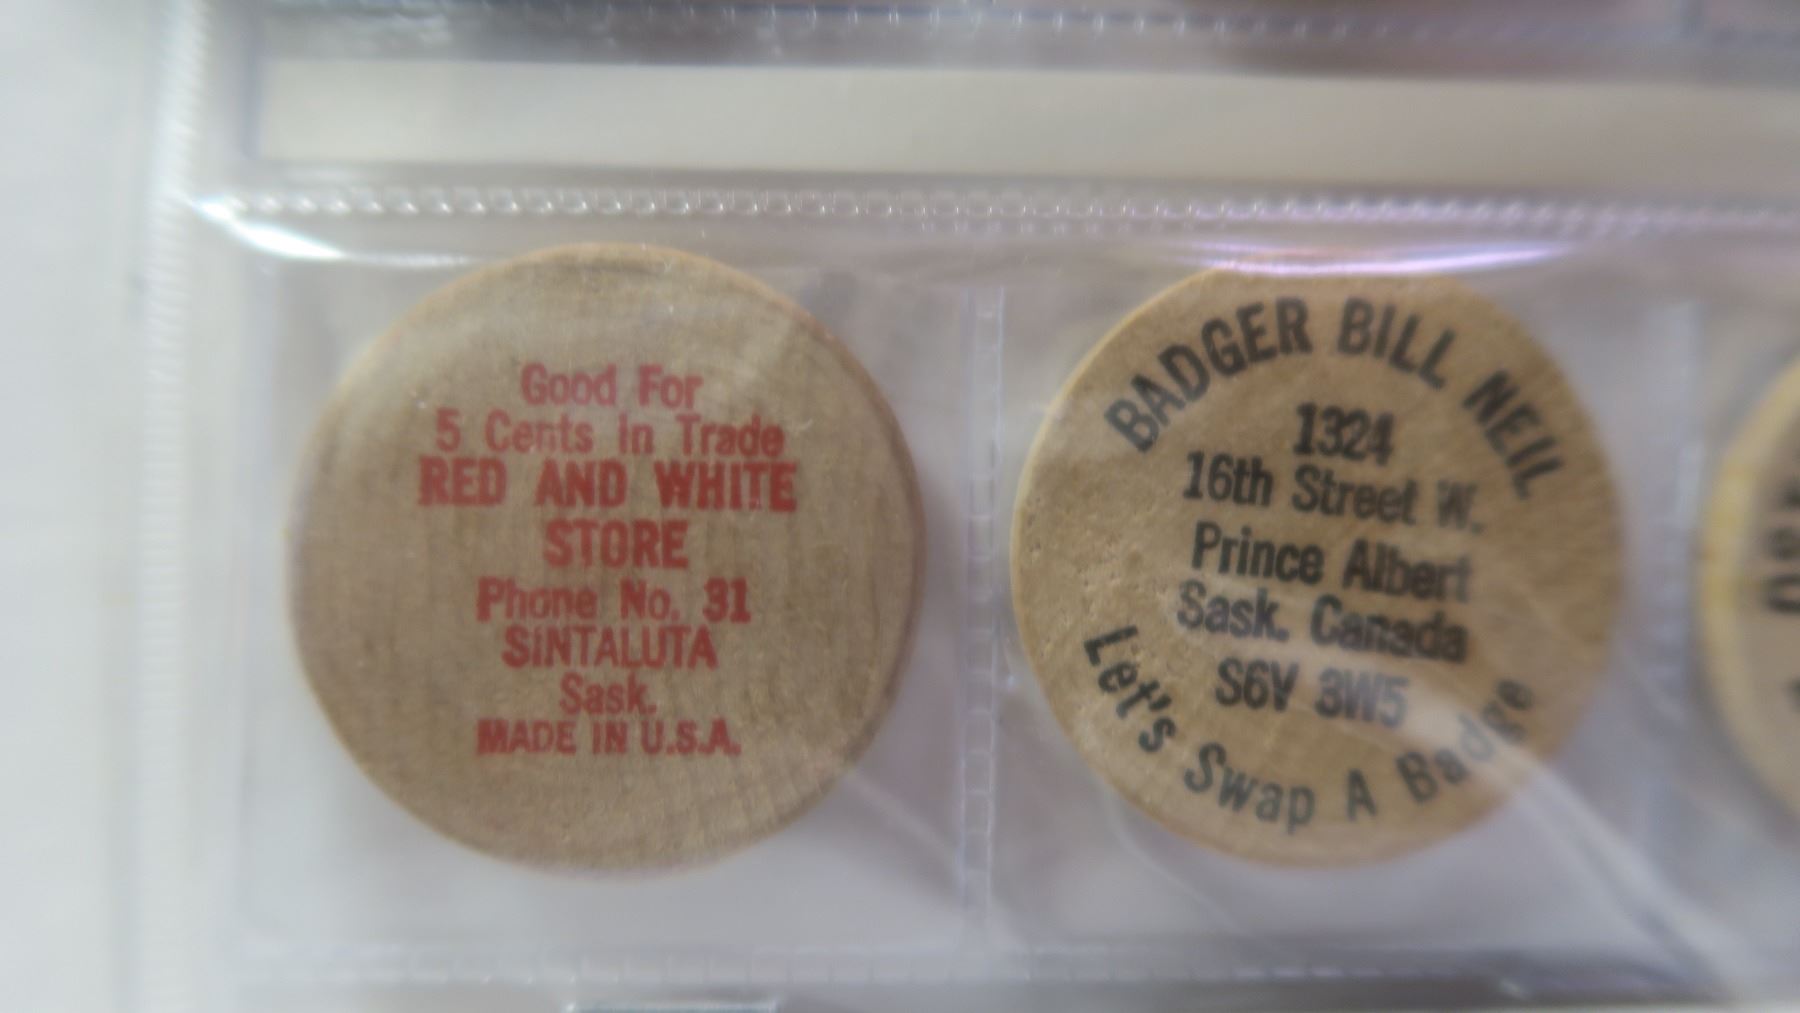 Good For
5 Cents In Trade
RED AND WHITE
STORE
Phone No. 31
SINTALUTA
Sask.
MADE IN U.S.A.
BADGER BILL NEIL
1324
16th Street W.
Prince Albert
Sask. Canada
S6V 3W5
Let's Swap A Badge